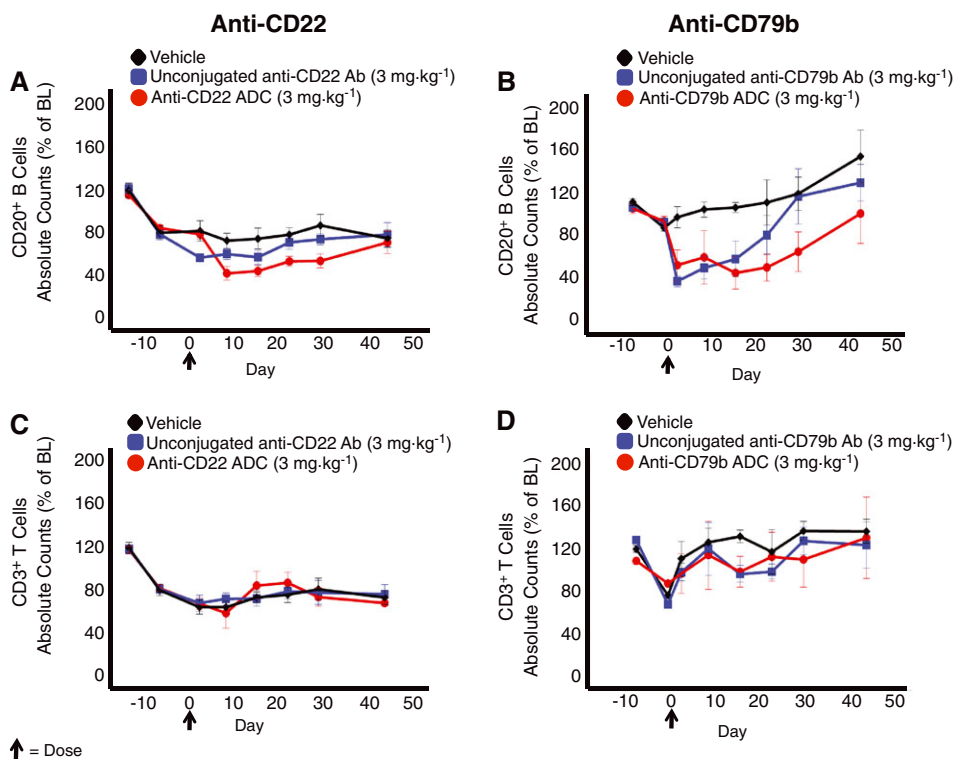 Anti-CD22
Anti-CD79b
A
Vehicle
Unconjugated anti-CD22 Ab (3 mg·kg⁻¹)
Anti-CD22 ADC (3 mg·kg⁻¹)
CD20⁺ B Cells
Absolute Counts (% of BL)
200
160
120
80
40
0
-10 0 10 20 30 40 50
Day
B
Vehicle
Unconjugated anti-CD79b Ab (3 mg·kg⁻¹)
Anti-CD79b ADC (3 mg·kg⁻¹)
CD20⁺ B Cells
Absolute Counts (% of BL)
200
160
120
80
40
0
-10 0 10 20 30 40 50
Day
C
Vehicle
Unconjugated anti-CD22 Ab (3 mg·kg⁻¹)
Anti-CD22 ADC (3 mg·kg⁻¹)
CD3⁺ T Cells
Absolute Counts (% of BL)
200
160
120
80
40
0
-10 0 10 20 30 40 50
Day
D
Vehicle
Unconjugated anti-CD79b Ab (3 mg·kg⁻¹)
Anti-CD79b ADC (3 mg·kg⁻¹)
CD3⁺ T Cells
Absolute Counts (% of BL)
200
160
120
80
40
0
-10 0 10 20 30 40 50
Day
= Dose